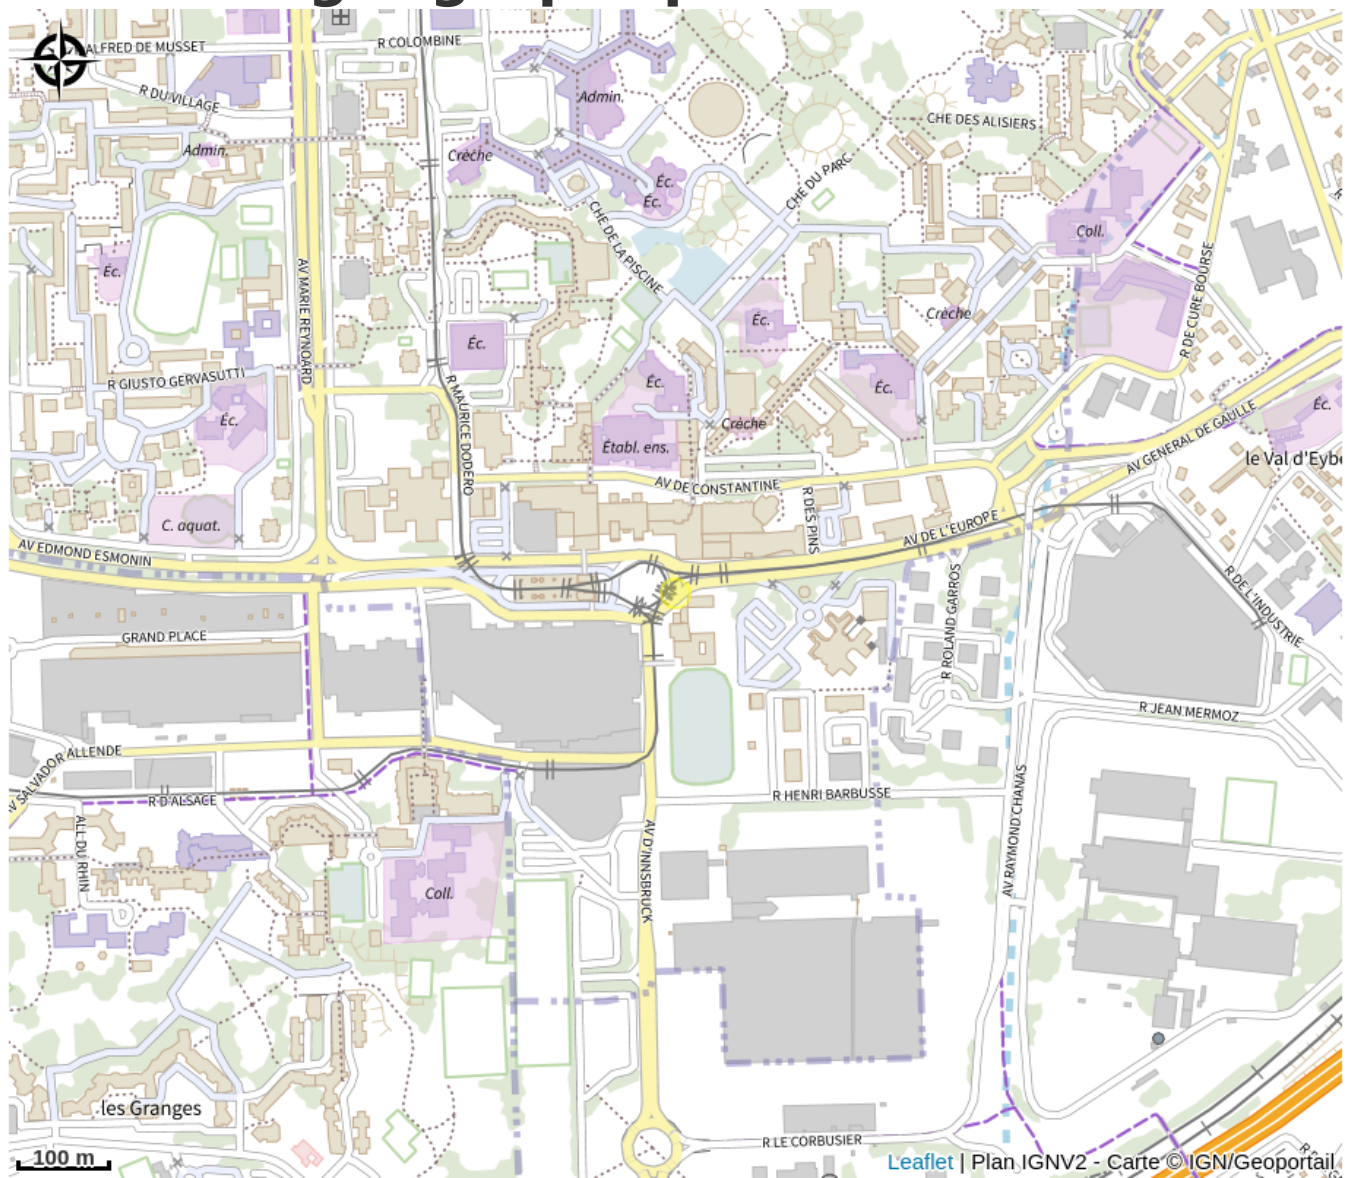 ALFRED DE MUSSET
R COLOMBINE
R DU VILLAGE
Admin.
CHE DES ALISIERS
Admin.
Crèche
CHE DU PARC
Éc.
Éc.
CHE DE LA PISCINE
Coll.
Éc.
AV MARIE REYNOARD
R DE CURE BOURSE
Éc.
Crèche
Éc.
R GIUSTO GERVASUTTI
R MAURICE DODERO
Éc.
Éc.
Éc.
Éc.
Crèche
AV GENERAL DE GAULLE
Établ. ens.
le Val d'Eybe
AV DE CONSTANTINE
R DES PINS
C. aquat.
AV DE L'EUROPE
AV EDMOND ESMONIN
R DE L'INDUSTRIE
R ROLAND GARROS
GRAND PLACE
R JEAN MERMOZ
AV SALVADOR ALLENDE
R D'ALSACE
R HENRI BARBUSSE
AV RAYMOND CHANAS
ALL DU RHIN
AV D'INNSBRUCK
Coll.
les Granges
R LE CORBUSIER
100 m
Leaflet | Plan IGNV2 - Carte © IGN/Geoportail